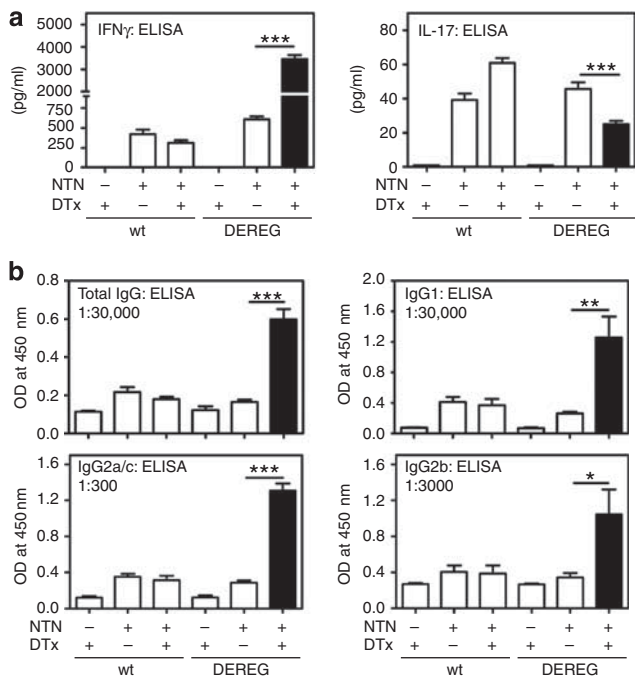 a
IFNγ: ELISA
***
(pg/ml)
6000
5000
4000
3000
2000
750
500
250
0
NTN – + + – + +
DTx + – + + – +
wt DEREG
IL-17: ELISA
***
(pg/ml)
80
60
40
20
0
NTN – + + – + +
DTx + – + + – +
wt DEREG
b
Total IgG: ELISA
1:30,000
***
OD at 450 nm
0.8
0.6
0.4
0.2
0.0
IgG1: ELISA
1:30,000
**
OD at 450 nm
2.0
1.6
1.2
0.8
0.4
0.0
IgG2a/c: ELISA
1:300
***
OD at 450 nm
1.6
1.2
0.8
0.4
0.0
NTN – + + – + +
DTx + – + + – +
wt DEREG
IgG2b: ELISA
1:3000
*
OD at 450 nm
1.6
1.2
0.8
0.4
0.0
NTN – + + – + +
DTx + – + + – +
wt DEREG